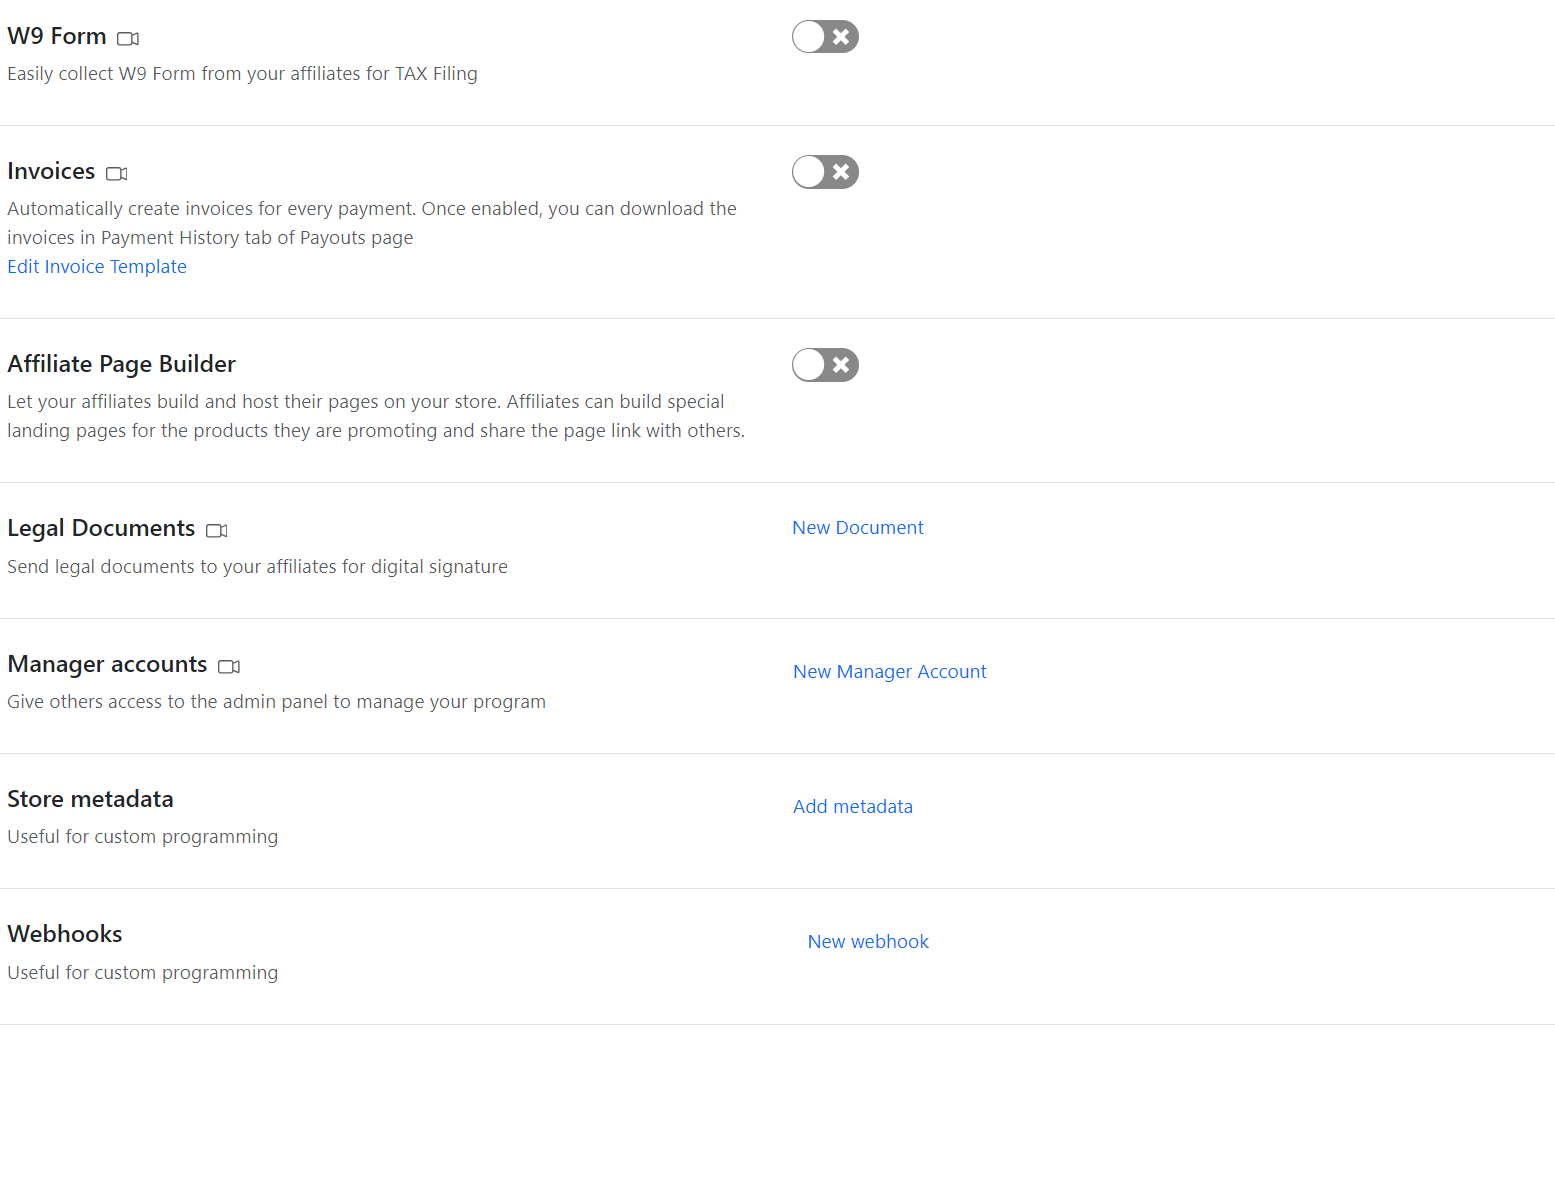 W9 Form
Easily collect W9 Form from your affiliates for TAX Filing
Invoices
Automatically create invoices for every payment. Once enabled, you can download the
invoices in Payment History tab of Payouts page
Edit Invoice Template
Affiliate Page Builder
Let your affiliates build and host their pages on your store. Affiliates can build special
landing pages for the products they are promoting and share the page link with others.
Legal Documents
New Document
Send legal documents to your affiliates for digital signature
Manager accounts
New Manager Account
Give others access to the admin panel to manage your program
Store metadata
Add metadata
Useful for custom programming
Webhooks
New webhook
Useful for custom programming